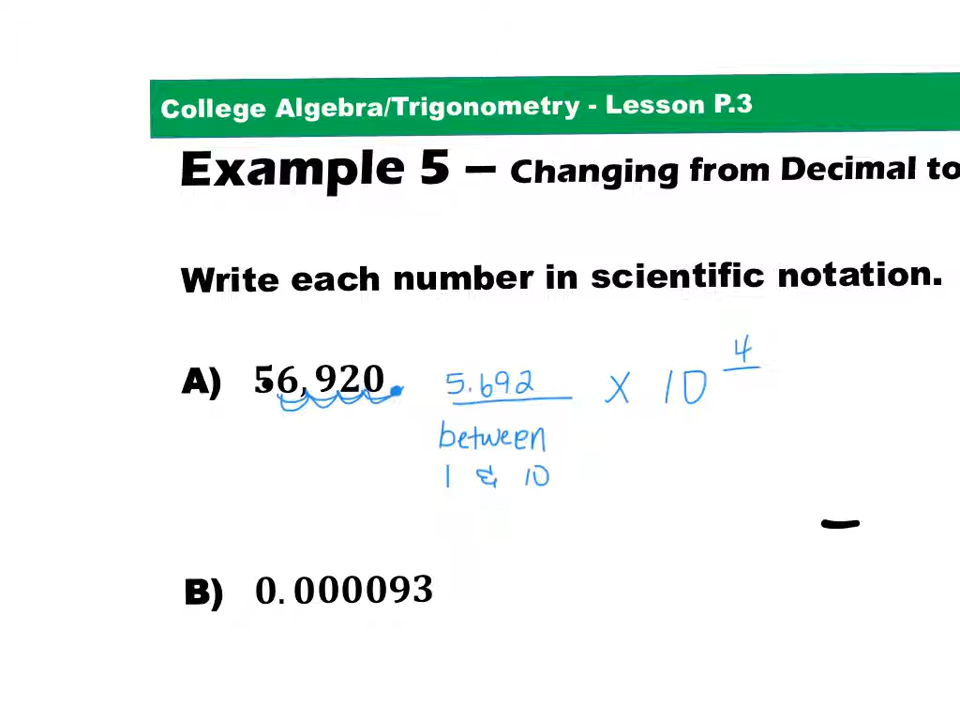 College Algebra/Trigonometry - Lesson P.3
Example 5 – Changing from Decimal to
Write each number in scientific notation.
A) 56,920. 5.692 x 10 4
between
1 & 10
B) 0.000093